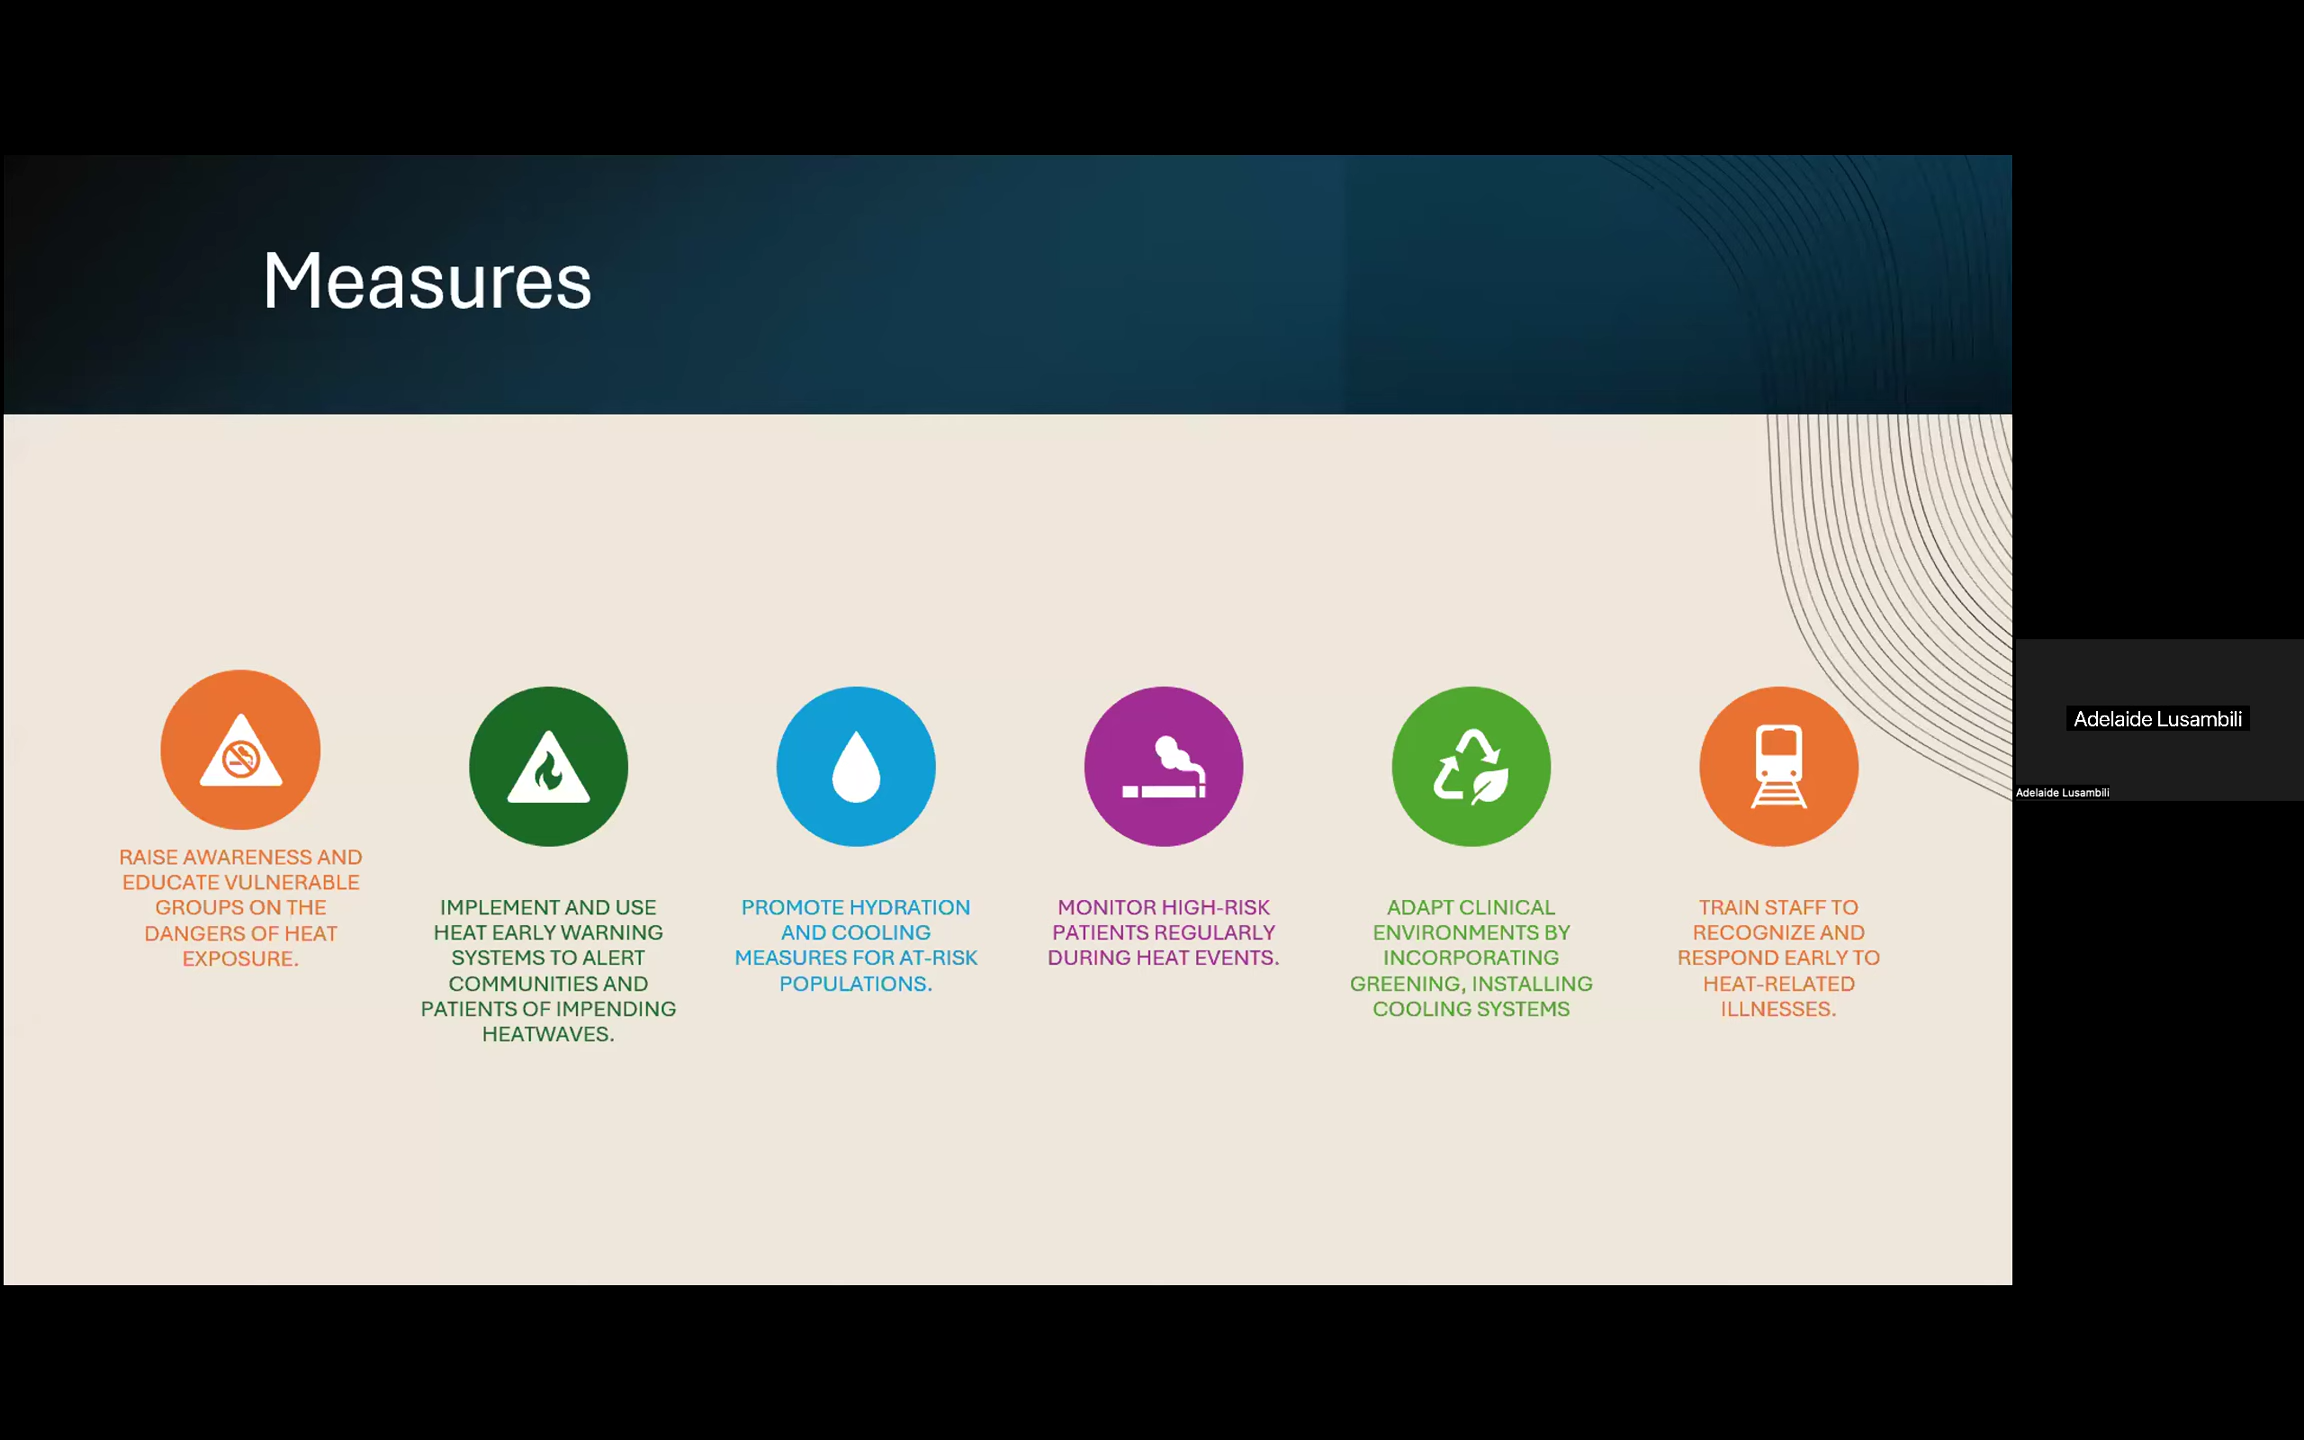 Measures
RAISE AWARENESS AND
EDUCATE VULNERABLE
GROUPS ON THE
DANGERS OF HEAT
EXPOSURE.
IMPLEMENT AND USE
HEAT EARLY WARNING
SYSTEMS TO ALERT
COMMUNITIES AND
PATIENTS OF IMPENDING
HEATWAVES.
PROMOTE HYDRATION
AND COOLING
MEASURES FOR AT-RISK
POPULATIONS.
MONITOR HIGH-RISK
PATIENTS REGULARLY
DURING HEAT EVENTS.
ADAPT CLINICAL
ENVIRONMENTS BY
INCORPORATING
GREENING, INSTALLING
COOLING SYSTEMS
TRAIN STAFF TO
RECOGNIZE AND
RESPOND EARLY TO
HEAT-RELATED
ILLNESSES.
Adelaide Lusambili
Adelaide Lusambili